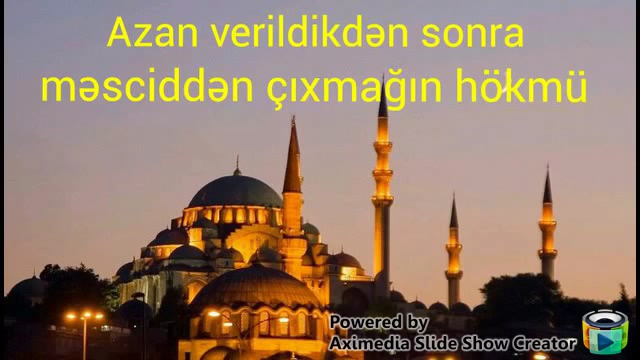 Azan verildikdən sonra
məsciddən çıxmağın hökmü
Powered by
Aximedia Slide Show Creator